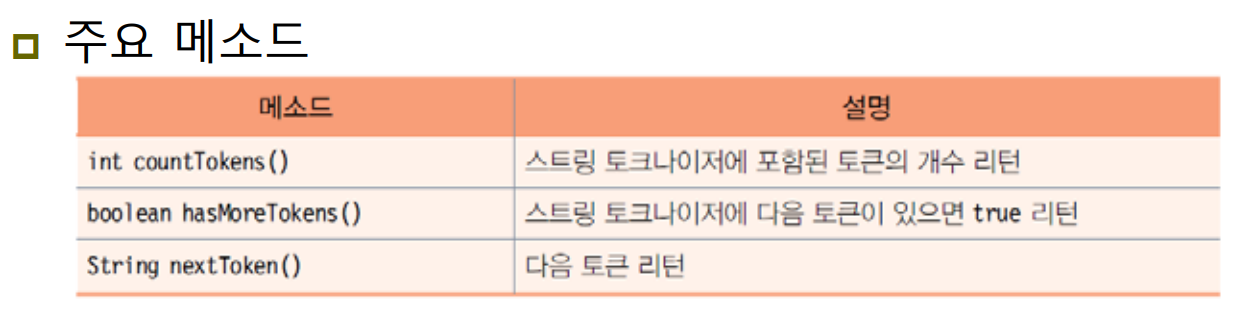 주요 메소드
메소드 설명
int countTokens() 스트링 토크나이저에 포함된 토큰의 개수 리턴
boolean hasMoreTokens() 스트링 토크나이저에 다음 토큰이 있으면 true 리턴
String nextToken() 다음 토큰 리턴